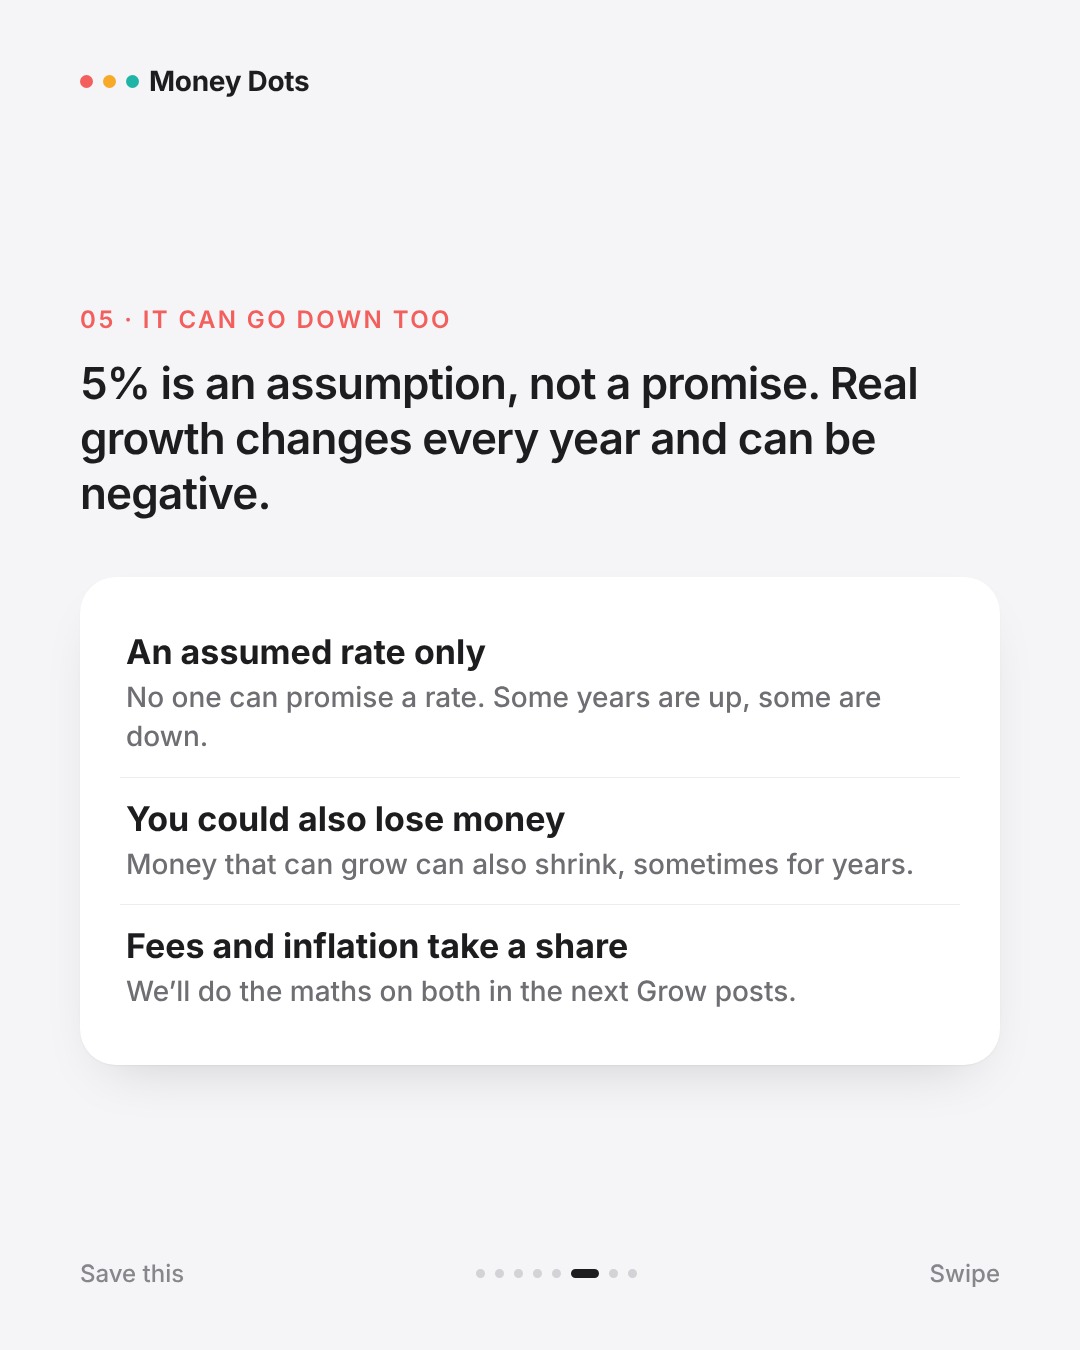 Money Dots
05 · IT CAN GO DOWN TOO
5% is an assumption, not a promise. Real
growth changes every year and can be
negative.
An assumed rate only
No one can promise a rate. Some years are up, some are
down.
You could also lose money
Money that can grow can also shrink, sometimes for years.
Fees and inflation take a share
We’ll do the maths on both in the next Grow posts.
Save this
Swipe